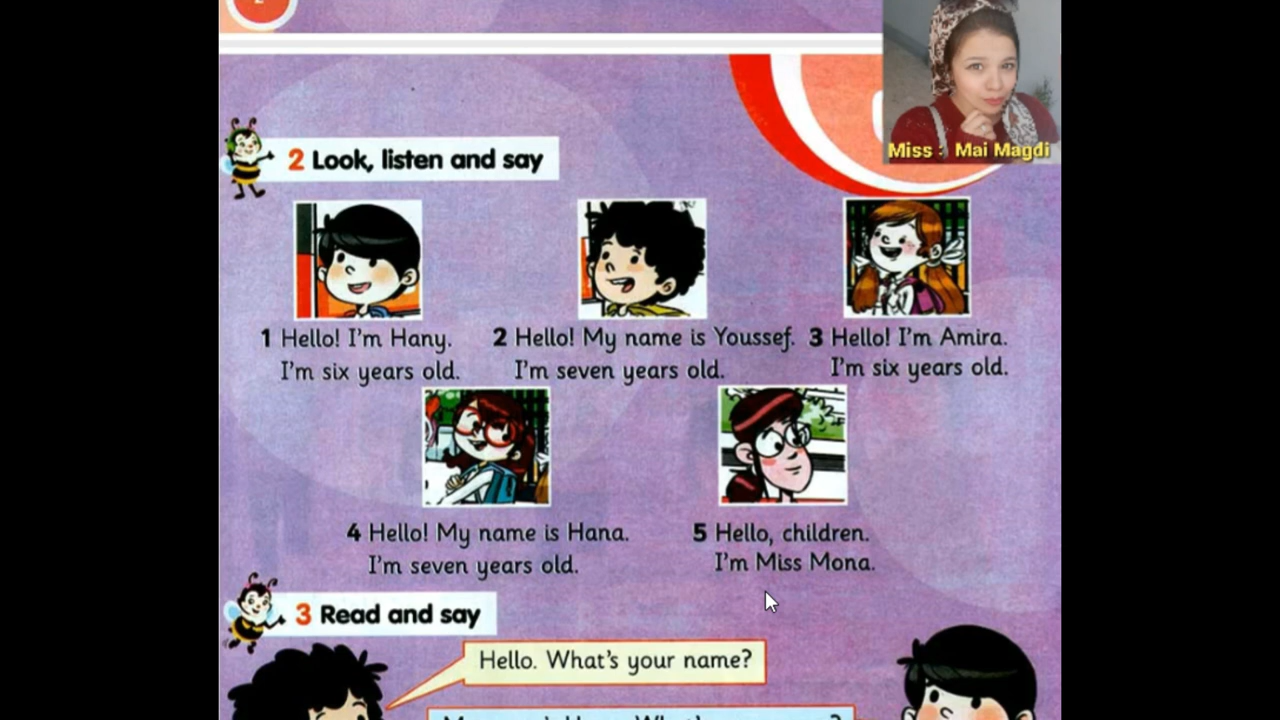 2
Miss : Mai Magdi
2 Look, listen and say
1 Hello! I'm Hany.
I'm six years old.
2 Hello! My name is Youssef.
I'm seven years old.
3 Hello! I'm Amira.
I'm six years old.
4 Hello! My name is Hana.
I'm seven years old.
5 Hello, children.
I'm Miss Mona.
3 Read and say
Hello. What's your name?